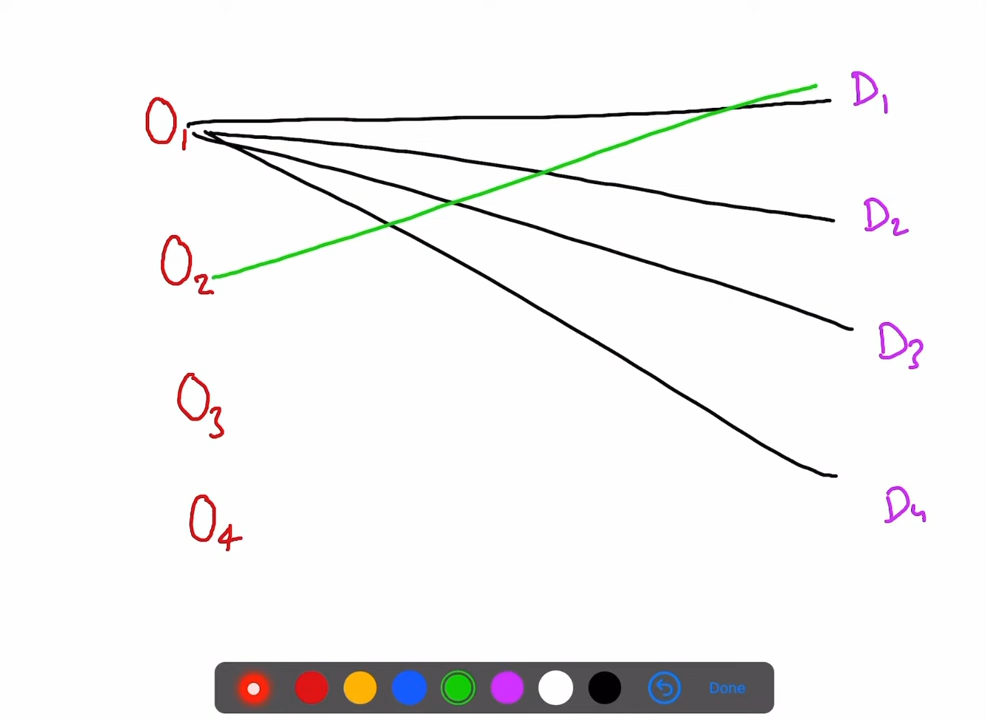 O₁ D₁
O₂ D₂
O₃ D₃
O₄ D₄
Done